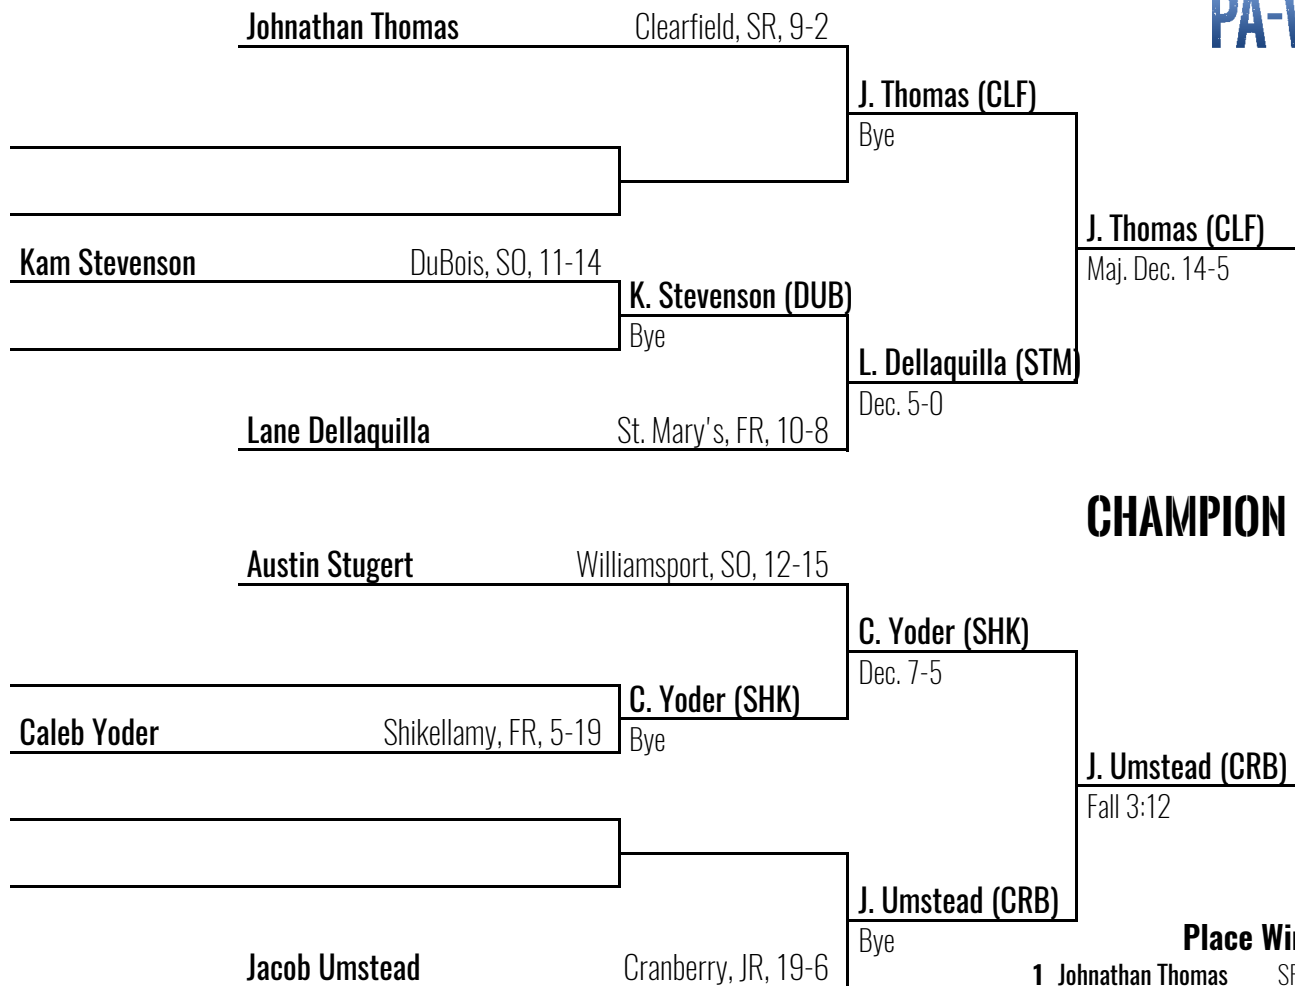 Johnathan Thomas Clearfield, SR, 9-2
J. Thomas (CLF)
Bye
J. Thomas (CLF)
Maj. Dec. 14-5
Kam Stevenson DuBois, SO, 11-14
K. Stevenson (DUB)
Bye
L. Dellaquilla (STM)
Dec. 5-0
Lane Dellaquilla St. Mary's, FR, 10-8
CHAMPION
Austin Stugert Williamsport, SO, 12-15
C. Yoder (SHK)
Dec. 7-5
C. Yoder (SHK)
Bye
Caleb Yoder Shikellamy, FR, 5-19
J. Umstead (CRB)
Fall 3:12
J. Umstead (CRB)
Bye
Jacob Umstead Cranberry, JR, 19-6
Place
1 Johnathan Thomas